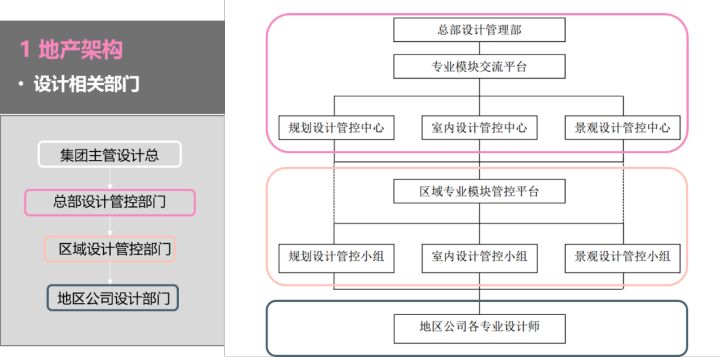 1 地产架构
• 设计相关部门
集团主管设计总
总部设计管控部门
区域设计管控部门
地区公司设计部门
总部设计管理部
专业模块交流平台
规划设计管控中心 室内设计管控中心 景观设计管控中心
区域专业模块管控平台
规划设计管控小组 室内设计管控小组 景观设计管控小组
地区公司各专业设计师